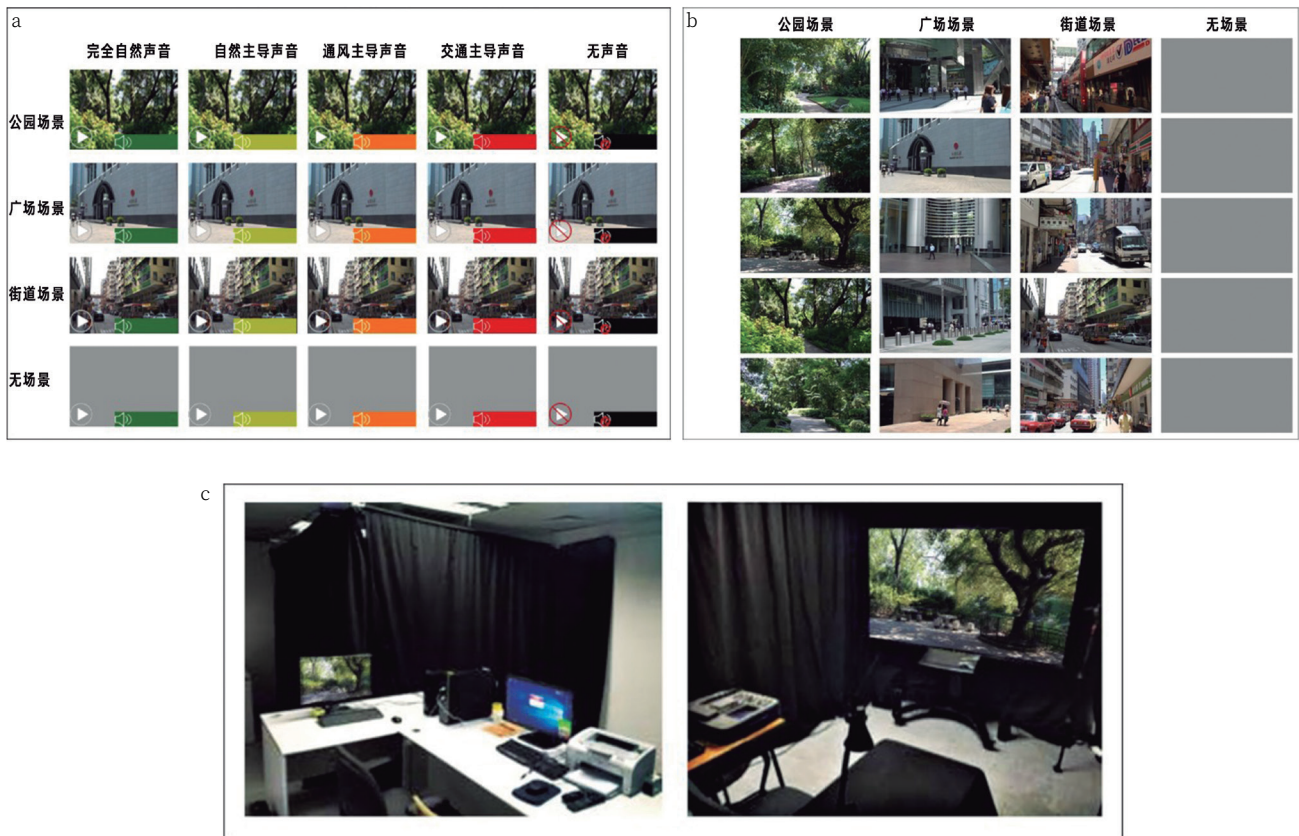 a
完全自然声音 自然主导声音 通风主导声音 交通主导声音 无声音
公园场景
广场场景
街道场景
无场景
b
公园场景 广场场景 街道场景 无场景
c